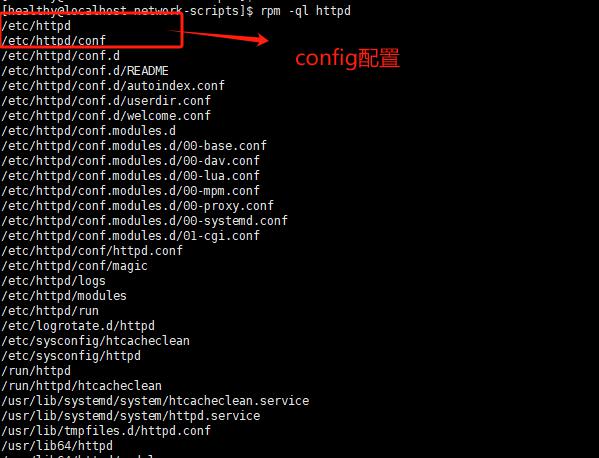 [healthy@localhost network-scripts]$ rpm -ql httpd
/etc/httpd
/etc/httpd/conf
/etc/httpd/conf.d
config配置
/etc/httpd/conf.d/README
/etc/httpd/conf.d/autoindex.conf
/etc/httpd/conf.d/userdir.conf
/etc/httpd/conf.d/welcome.conf
/etc/httpd/conf.modules.d
/etc/httpd/conf.modules.d/00-base.conf
/etc/httpd/conf.modules.d/00-dav.conf
/etc/httpd/conf.modules.d/00-lua.conf
/etc/httpd/conf.modules.d/00-mpm.conf
/etc/httpd/conf.modules.d/00-proxy.conf
/etc/httpd/conf.modules.d/00-systemd.conf
/etc/httpd/conf.modules.d/01-cgi.conf
/etc/httpd/conf/httpd.conf
/etc/httpd/conf/magic
/etc/httpd/logs
/etc/httpd/modules
/etc/httpd/run
/etc/logrotate.d/httpd
/etc/sysconfig/htcacheclean
/etc/sysconfig/httpd
/run/httpd
/run/httpd/htcacheclean
/usr/lib/systemd/system/htcacheclean.service
/usr/lib/systemd/system/httpd.service
/usr/lib/tmpfiles.d/httpd.conf
/usr/lib64/httpd